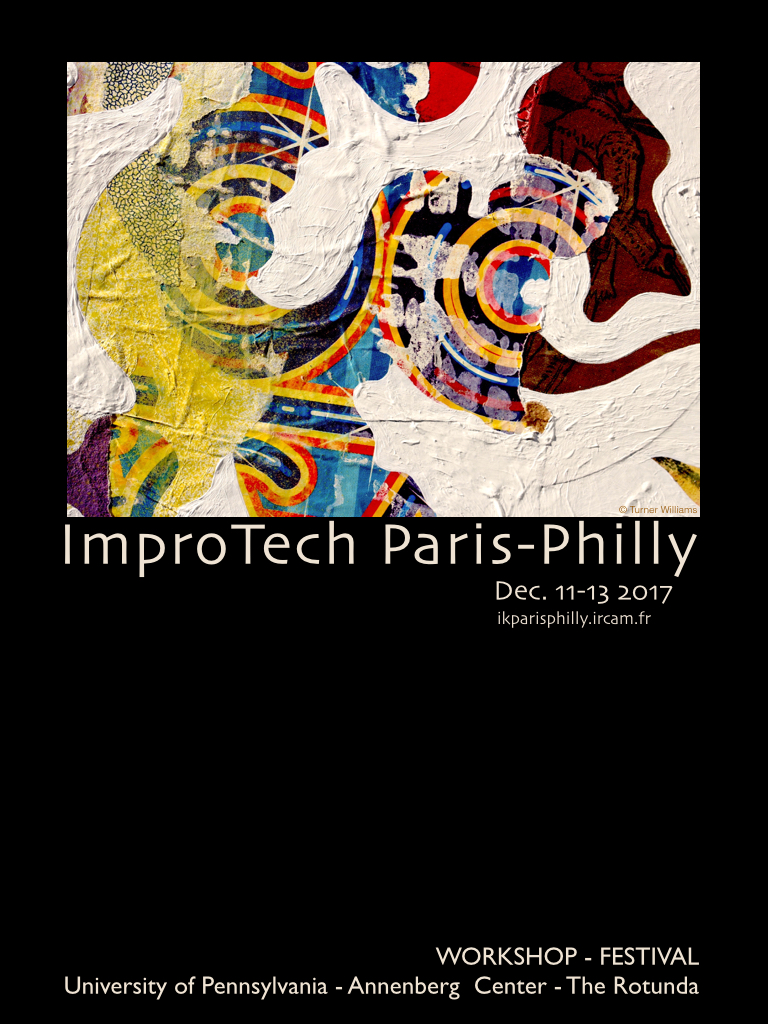 © Turner Williams
ImproTech Paris-Philly
Dec. 11-13 2017
ikparisphilly.ircam.fr
WORKSHOP - FESTIVAL
University of Pennsylvania - Annenberg Center - The Rotunda